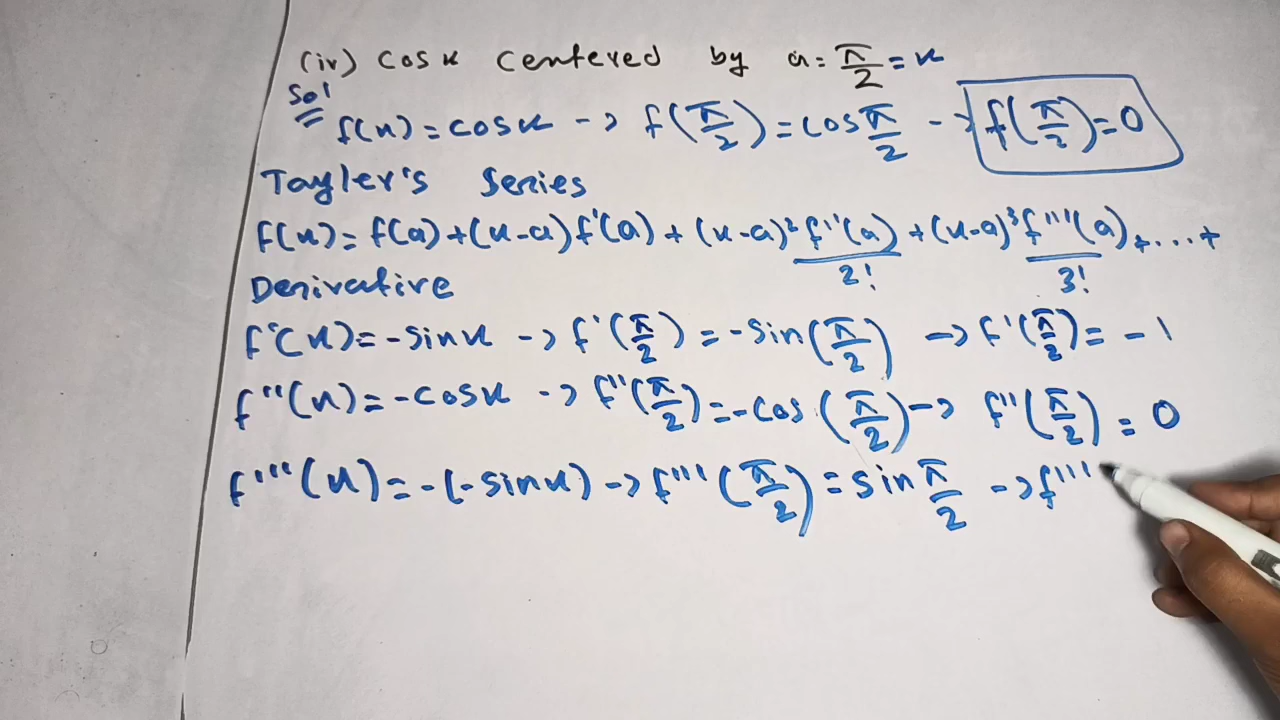 (iv) cos x centered by a = π/2 = x
Sol
f(x) = cos x -> f(π/2) = cos π/2 -> f(π/2) = 0
Tayler's Series
f(x) = f(a) + (x-a) f'(a) + (x-a)² f''(a)/2! + (x-a)³ f'''(a)/3! + .... +
Derivative
f'(x) = -sin x -> f'(π/2) = -sin(π/2) -> f'(π/2) = -1
f''(x) = -cos x -> f''(π/2) = -cos(π/2) -> f''(π/2) = 0
f'''(x) = -(-sin x) -> f'''(π/2) = sin π/2 -> f'''